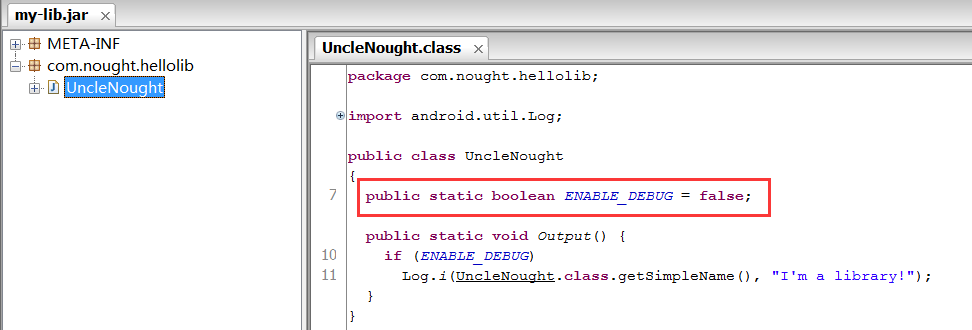 my-lib.jar
META-INF
com.nought.hellolib
UncleNought
UncleNought.class
package com.nought.hellolib;
import android.util.Log;
public class UncleNought
{
7 public static boolean ENABLE_DEBUG = false;
public static void Output() {
10 if (ENABLE_DEBUG)
11 Log.i(UncleNought.class.getSimpleName(), "I'm a library!");
}
}